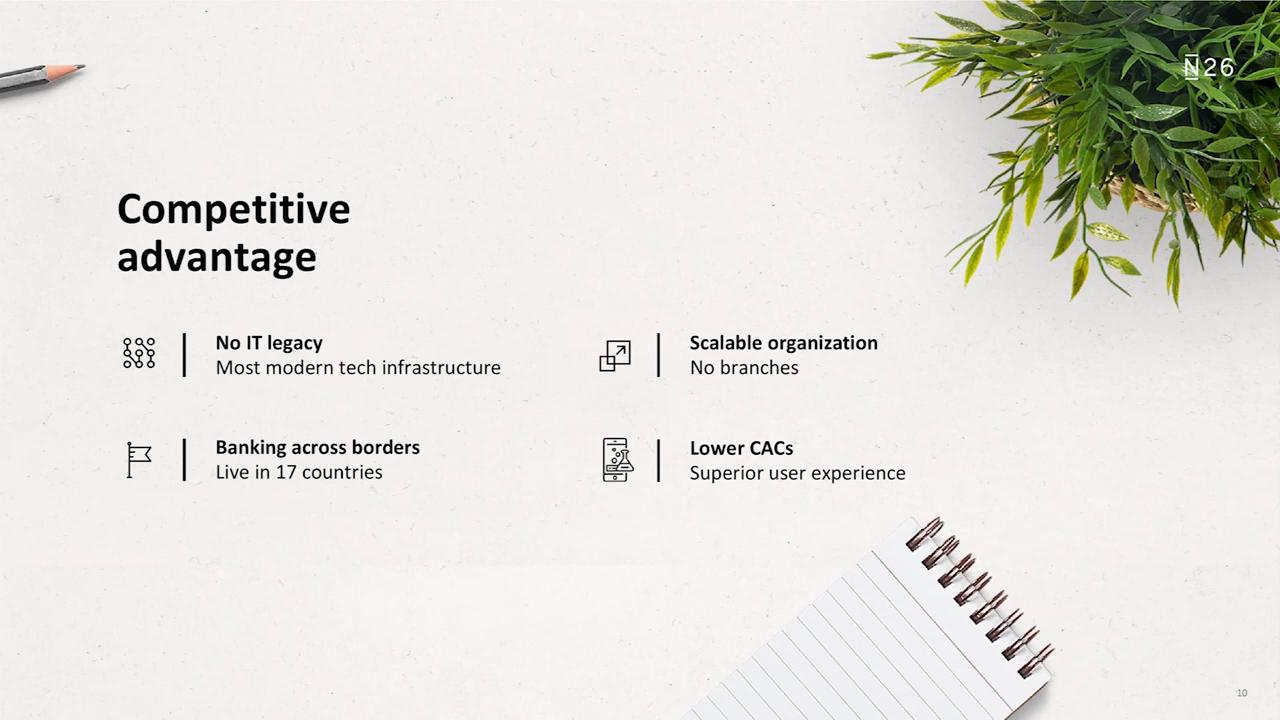 N26
Competitive
advantage
No IT legacy
Most modern tech infrastructure
Scalable organization
No branches
Banking across borders
Live in 17 countries
Lower CACs
Superior user experience
10